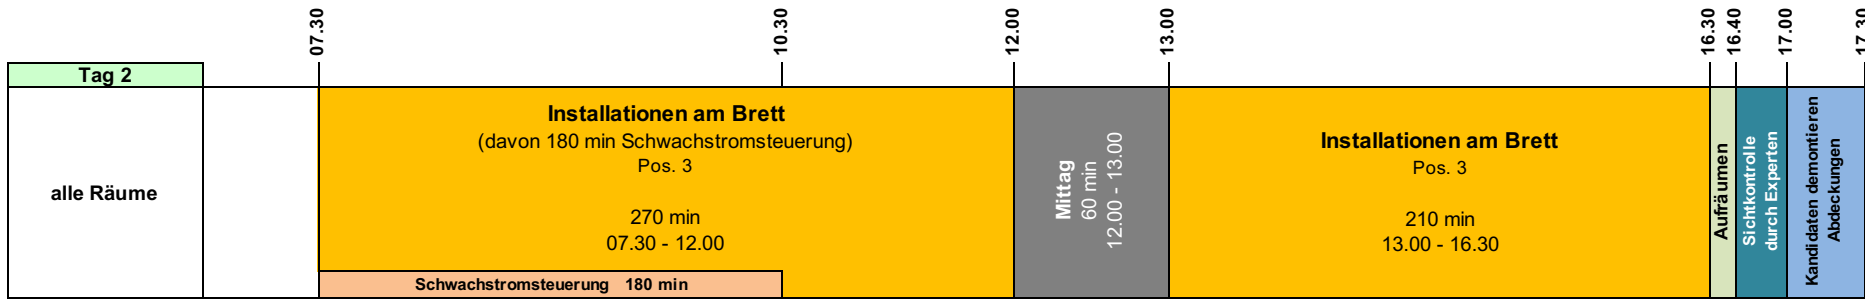 07.30
10.30
12.00
13.00
16.30
16.40
17.00
17.30
Tag 2
alle Räume
Installationen am Brett
(davon 180 min Schwachstromsteuerung)
Pos. 3
270 min
07.30 - 12.00
Schwachstromsteuerung 180 min
Mittag
60 min
12.00 - 13.00
Installationen am Brett
Pos. 3
210 min
13.00 - 16.30
Aufräumen
Sichtkontrolle
durch Experten
Kandidaten demontieren
Abdeckungen